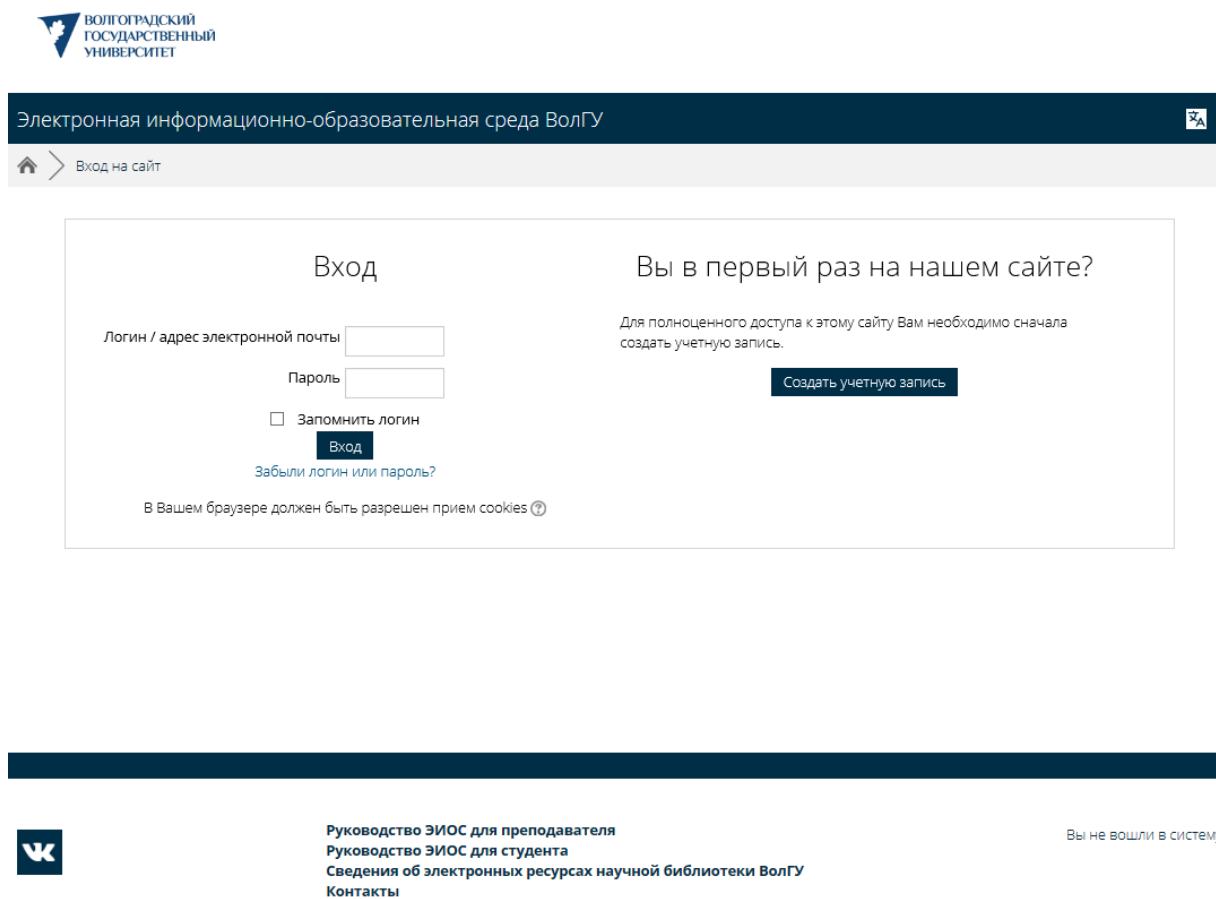 ВОЛГОГРАДСКИЙ
ГОСУДАРСТВЕННЫЙ
УНИВЕРСИТЕТ
Электронная информационно-образовательная среда ВолГУ
Вход на сайт
Вход
Логин / адрес электронной почты
Пароль
Запомнить логин
Вход
Забыли логин или пароль?
В Вашем браузере должен быть разрешен прием cookies
Вы в первый раз на нашем сайте?
Для полноценного доступа к этому сайту Вам необходимо сначала
создать учетную запись.
Создать учетную запись
Руководство ЭИОС для преподавателя
Руководство ЭИОС для студента
Сведения об электронных ресурсах научной библиотеки ВолГУ
Контакты
Вы не вошли в систем